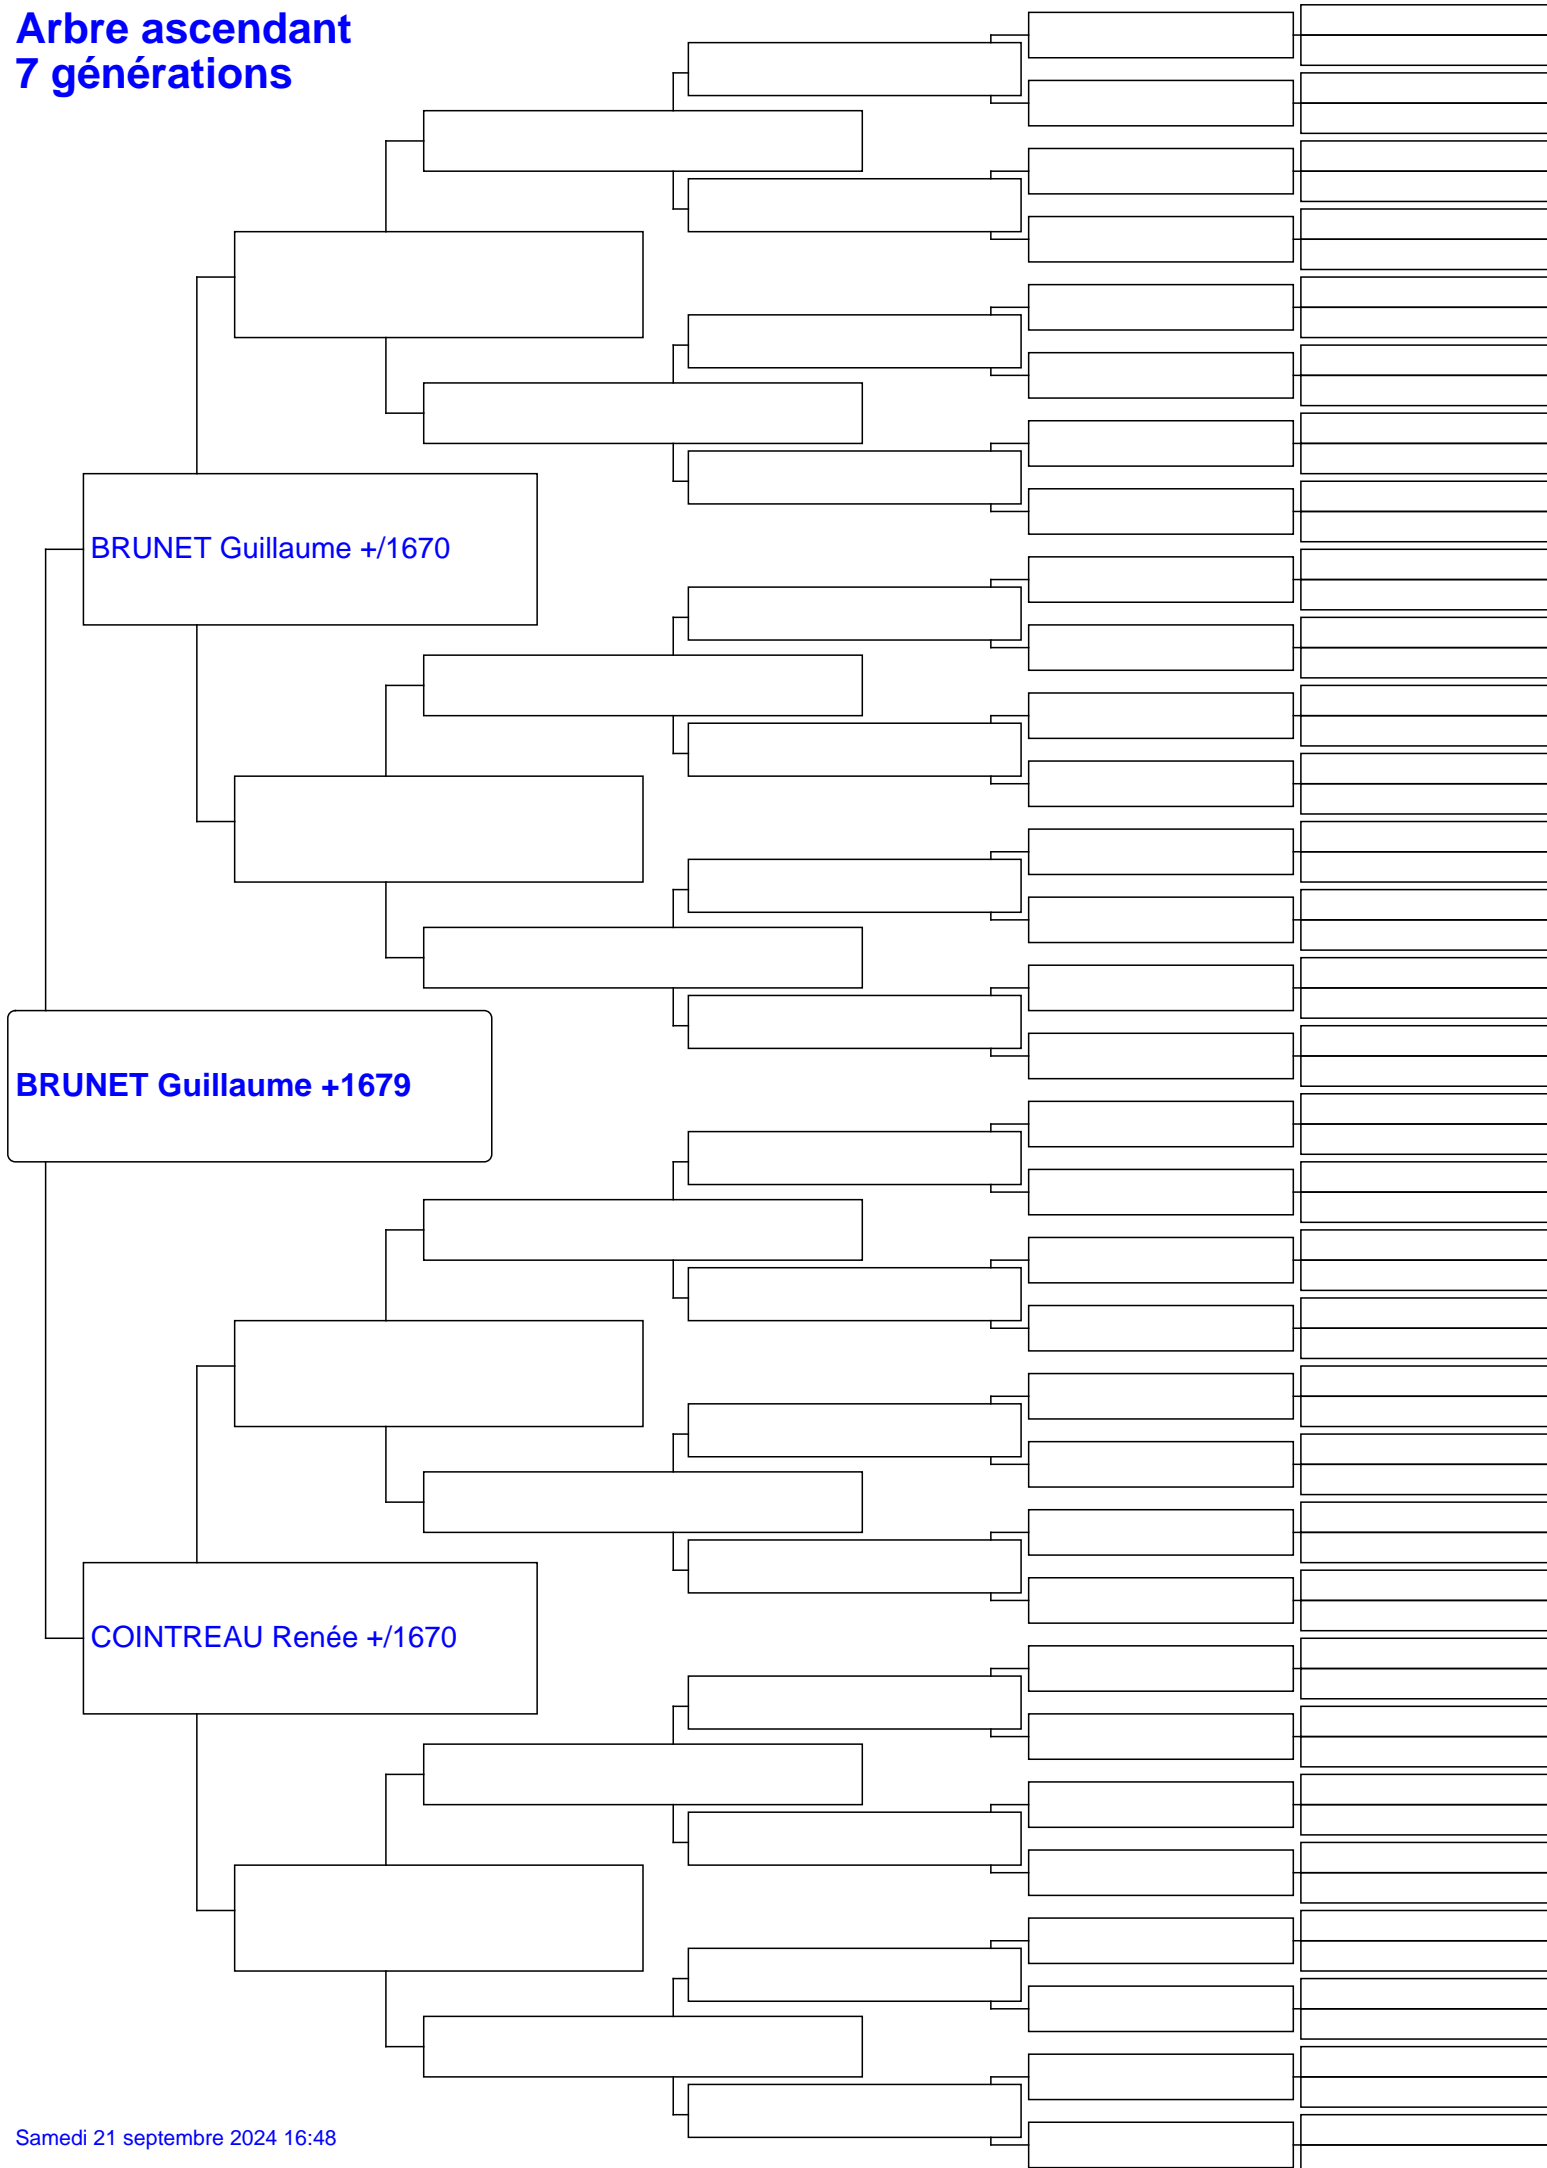 Arbre ascendant
7 générations
BRUNET Guillaume +/1670
BRUNET Guillaume +1679
COINTREAU Renée +/1670
Samedi 21 septembre 2024 16:48